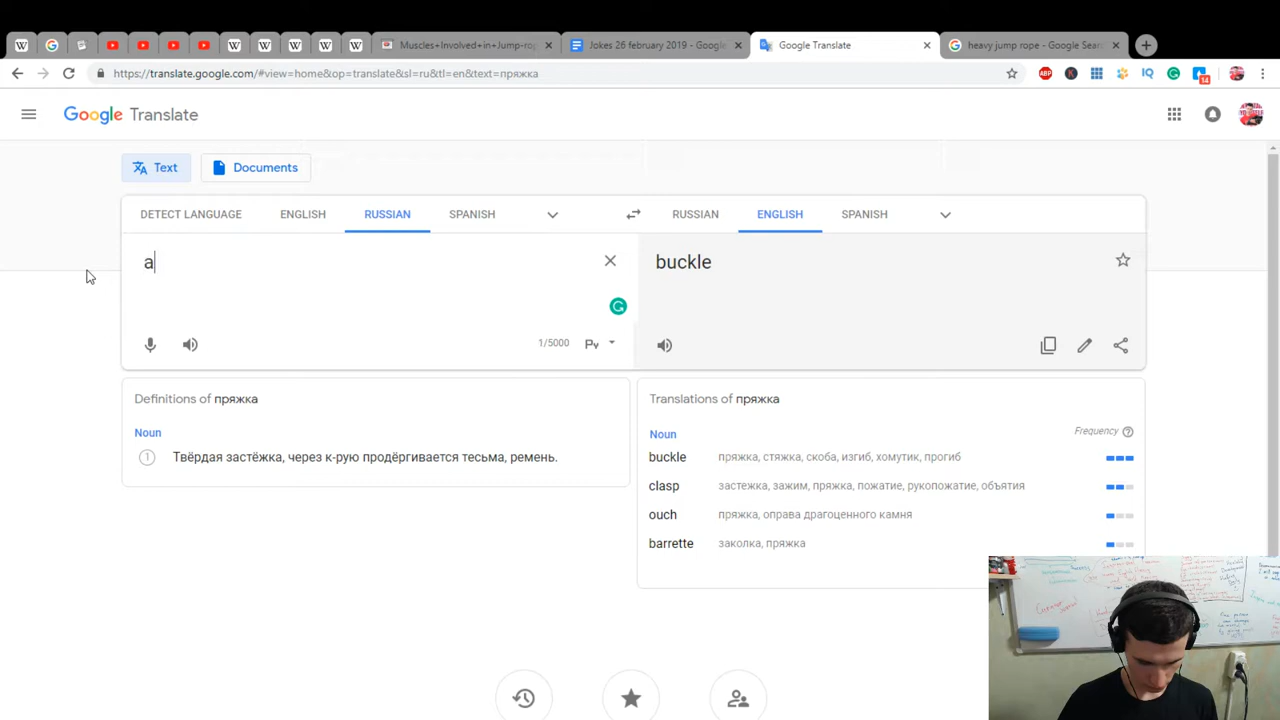 Muscles+Involved+in+Jump-ro
Jokes 26 february 2019 - Google
Google Translate
heavy jump rope - Google Sear
https://translate.google.com/#view=home&op=translate&sl=ru&tl=en&text=пряжка
ABP
IQ
14
Google Translate
Text
Documents
DETECT LANGUAGE
ENGLISH
RUSSIAN
SPANISH
RUSSIAN
ENGLISH
SPANISH
a
buckle
1/5000
Definitions of пряжка
Noun
1 Твёрдая застёжка, через к-рую продёргивается тесьма, ремень.
Translations of пряжка
Frequency
Noun
buckle пряжка, стяжка, скоба, изгиб, хомутик, прогиб
clasp застежка, зажим, пряжка, пожатие, рукопожатие, объятия
ouch пряжка, оправа драгоценного камня
barrette заколка, пряжка